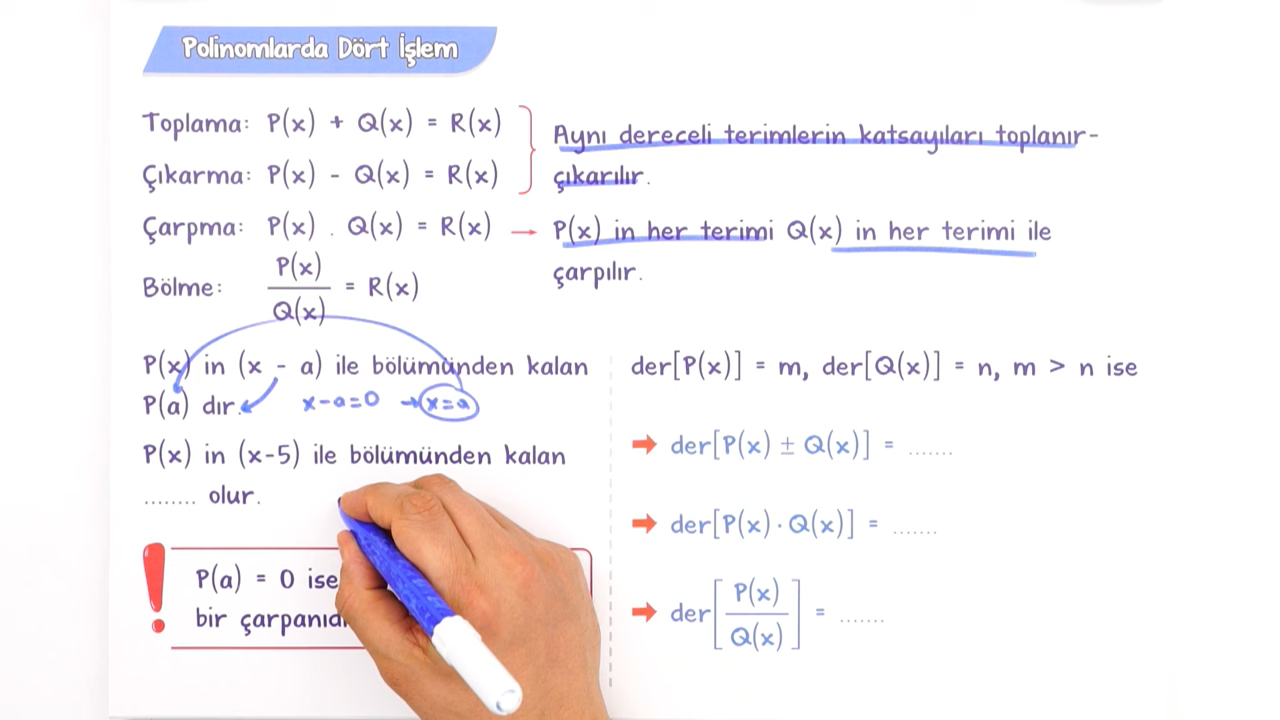 Polinomlarda Dört İşlem
Toplama: P(x) + Q(x) = R(x)
Çıkarma: P(x) - Q(x) = R(x)
Aynı dereceli terimlerin katsayıları toplanır-
çıkarılır.
Çarpma: P(x) . Q(x) = R(x) → P(x) in her terimi Q(x) in her terimi ile
çarpılır.
Bölme: P(x)/Q(x) = R(x)
P(x) in (x - a) ile bölümünden kalan
P(a) dır. x-a=0 → x=a
P(x) in (x-5) ile bölümünden kalan
........ olur.
P(a) = 0 ise
bir çarpanıdı
der[P(x)] = m, der[Q(x)] = n, m > n ise
➡ der[P(x) ± Q(x)] = .......
➡ der[P(x) · Q(x)] = .......
➡ der[P(x)/Q(x)] = .......